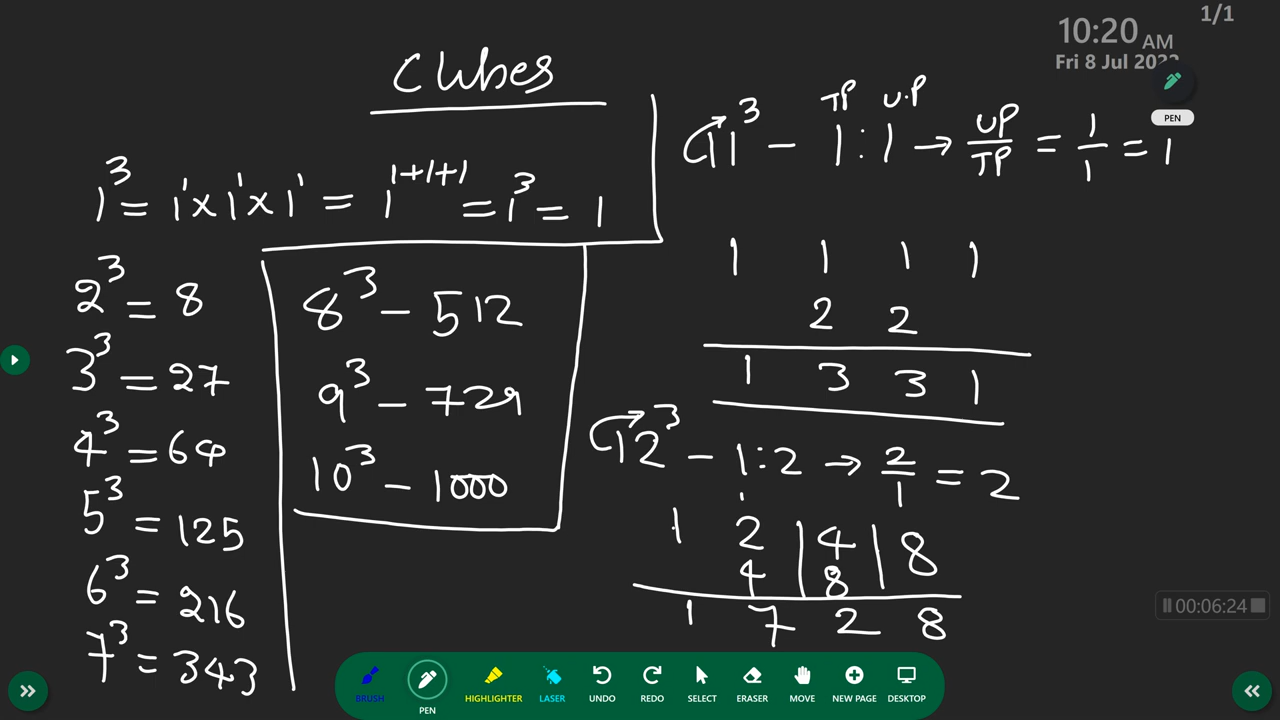 1/1
10:20 AM
Fri 8 Jul 2022
PEN
Cubes
1³ = 1¹×1¹×1¹ = 1¹⁺¹⁺¹ = 1³ = 1
2³ = 8
3³ = 27
4³ = 64
5³ = 125
6³ = 216
7³ = 343
8³ – 512
9³ – 729
10³ – 1000
TP U.P
11³ – 1:1 → UP/TP = 1/1 = 1
1 1 1 1
2 2
1 3 3 1
12³ – 1:2 → 2/1 = 2
1
1 2 | 4 | 8
4 | 8 |
1 7 2 8
00:06:24
BRUSH PEN HIGHLIGHTER LASER UNDO REDO SELECT ERASER MOVE NEW PAGE DESKTOP